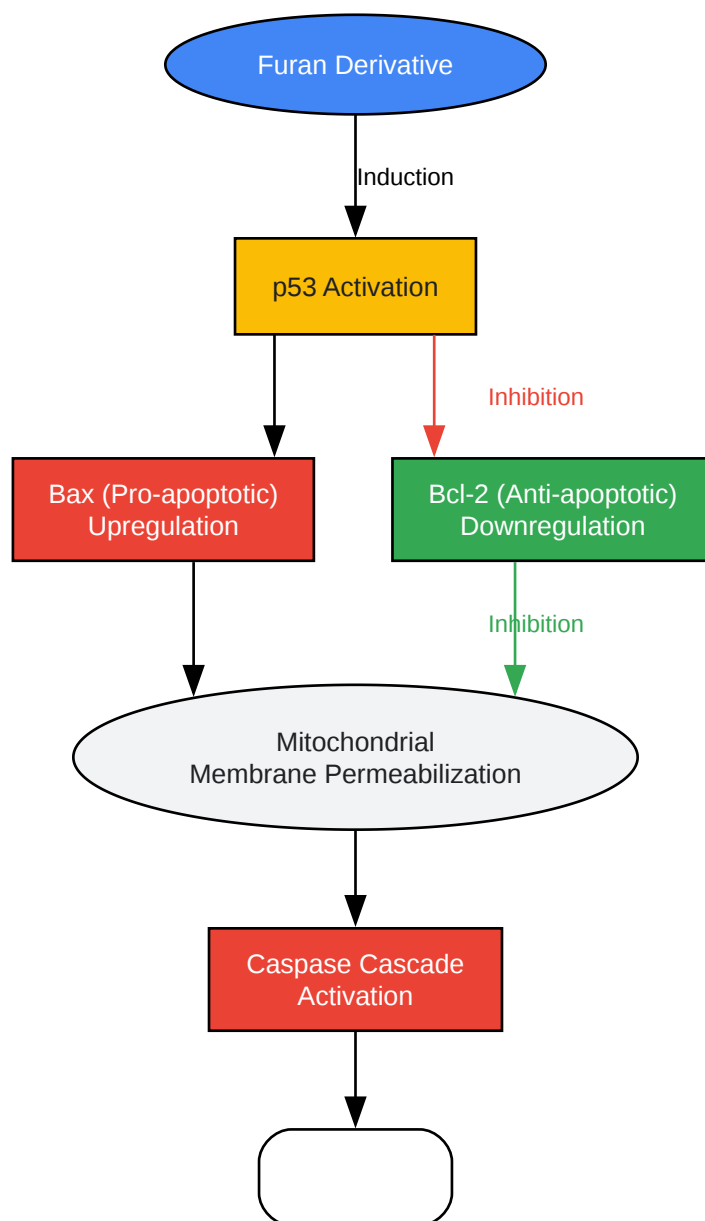 Furan Derivative
Induction
p53 Activation
Inhibition
Bax (Pro-apoptotic)
Upregulation
Bcl-2 (Anti-apoptotic)
Downregulation
Inhibition
Mitochondrial
Membrane Permeabilization
Caspase Cascade
Activation